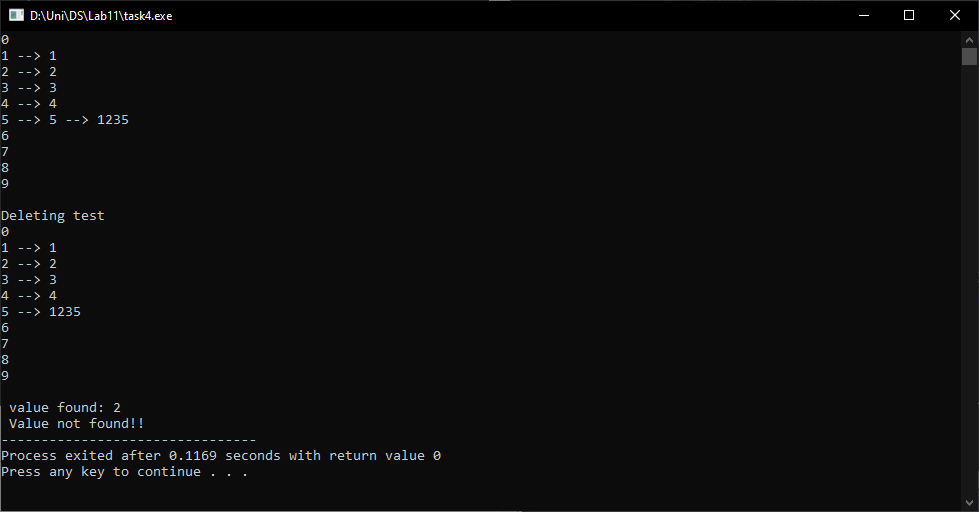 D:\Uni\DS\Lab11\task4.exe
0
1 --> 1
2 --> 2
3 --> 3
4 --> 4
5 --> 5 --> 1235
6
7
8
9
Deleting test
0
1 --> 1
2 --> 2
3 --> 3
4 --> 4
5 --> 1235
6
7
8
9
value found: 2
Value not found!!
--------------------------------
Process exited after 0.1169 seconds with return value 0
Press any key to continue . . .